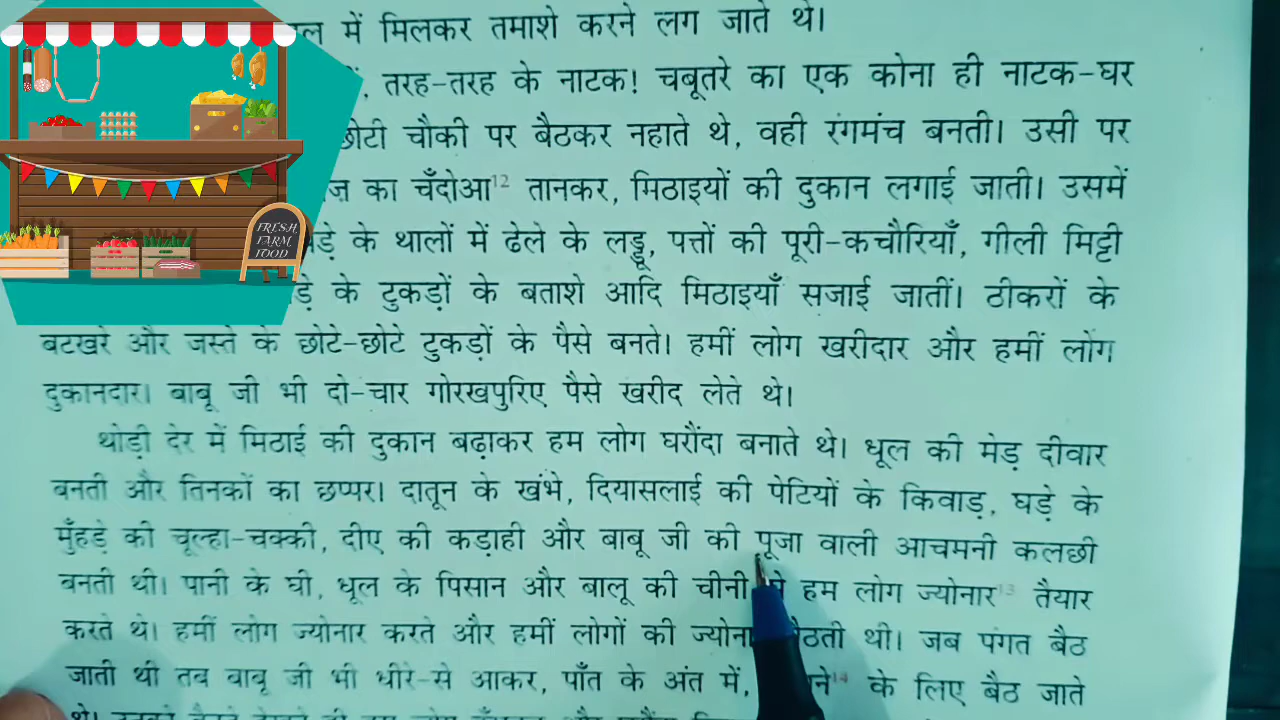 में मिलकर तमाशे करने लग जाते थे।
तरह-तरह के नाटक! चबूतरे का एक कोना ही नाटक-घर
छोटी चौकी पर बैठकर नहाते थे, वही रंगमंच बनती। उसी पर
का चँदोआ12 तानकर, मिठाइयों की दुकान लगाई जाती। उसमें
के थालों में ढेले के लड्डू, पत्तों की पूरी-कचौरियाँ, गीली मिट्टी
के टुकड़ों के बताशे आदि मिठाइयाँ सजाई जातीं। ठीकरों के
बटखरे और जस्ते के छोटे-छोटे टुकड़ों के पैसे बनते। हमीं लोग खरीदार और हमीं लोग
दुकानदार। बाबू जी भी दो-चार गोरखपुरिए पैसे खरीद लेते थे।
थोड़ी देर में मिठाई की दुकान बढ़ाकर हम लोग घरौंदा बनाते थे। धूल की मेड़ दीवार
बनती और तिनकों का छप्पर। दातून के खंभे, दियासलाई की पेटियों के किवाड़, घड़े के
मुँहड़े की चूल्हा-चक्की, दीए की कड़ाही और बाबू जी की पूजा वाली आचमनी कलछी
बनती थी। पानी के घी, धूल के पिसान और बालू की चीनी से हम लोग ज्योनार13 तैयार
करते थे। हमीं लोग ज्योनार करते और हमीं लोगों की थी। जब पंगत बैठ
जाती थी तब बाबू जी भी धीरे-से आकर, पाँत के अंत में, के लिए बैठ जाते
FRESH
FARM
FOOD